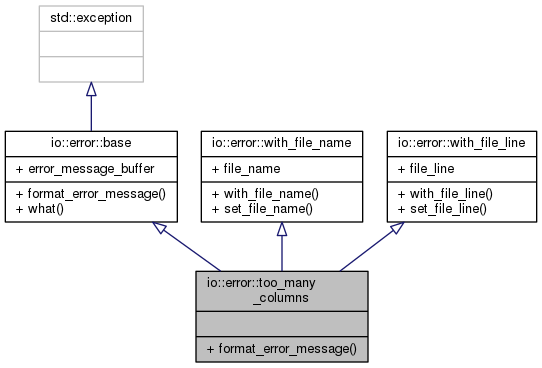 std::exception
io::error::base
+ error_message_buffer
+ format_error_message()
+ what()
io::error::with_file_name
+ file_name
+ with_file_name()
+ set_file_name()
io::error::with_file_line
+ file_line
+ with_file_line()
+ set_file_line()
io::error::too_many
_columns
+ format_error_message()